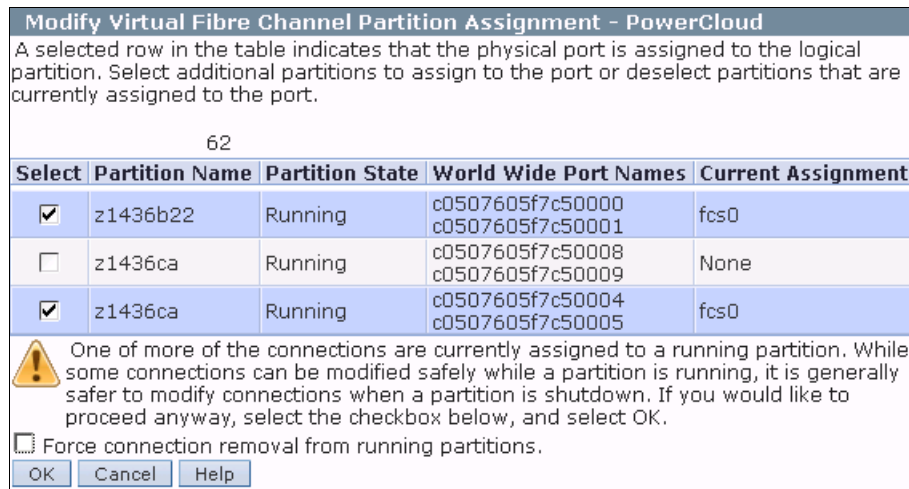 Modify Virtual Fibre Channel Partition Assignment - PowerCloud
A selected row in the table indicates that the physical port is assigned to the logical
partition. Select additional partitions to assign to the port or deselect partitions that are
currently assigned to the port.
62
Select Partition Name Partition State World Wide Port Names Current Assignment
z1436b22 Running c0507605f7c50000 fcs0
c0507605f7c50001
z1436ca Running c0507605f7c50008 None
c0507605f7c50009
z1436ca Running c0507605f7c50004 fcs0
c0507605f7c50005
One of more of the connections are currently assigned to a running partition. While
some connections can be modified safely while a partition is running, it is generally
safer to modify connections when a partition is shutdown. If you would like to
proceed anyway, select the checkbox below, and select OK.
Force connection removal from running partitions.
OK Cancel Help